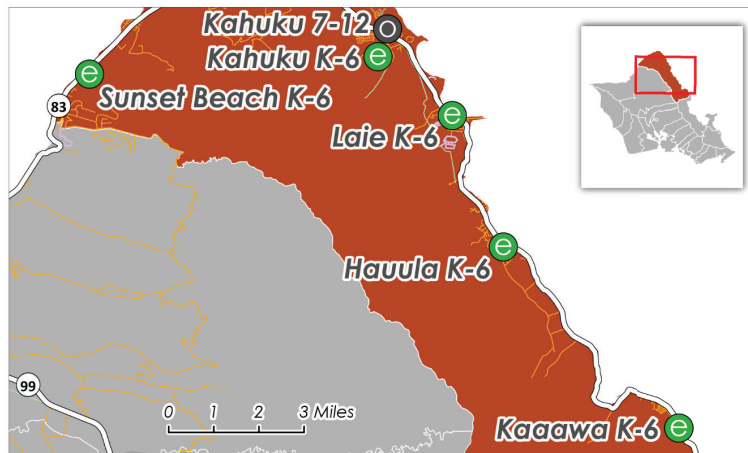 Kahuku 7-12
O
Kahuku K-6
e
e
Sunset Beach K-6
83
e
Laie K-6
e
Hauula K-6
99
0 1 2 3 Miles
Kaaawa K-6
e